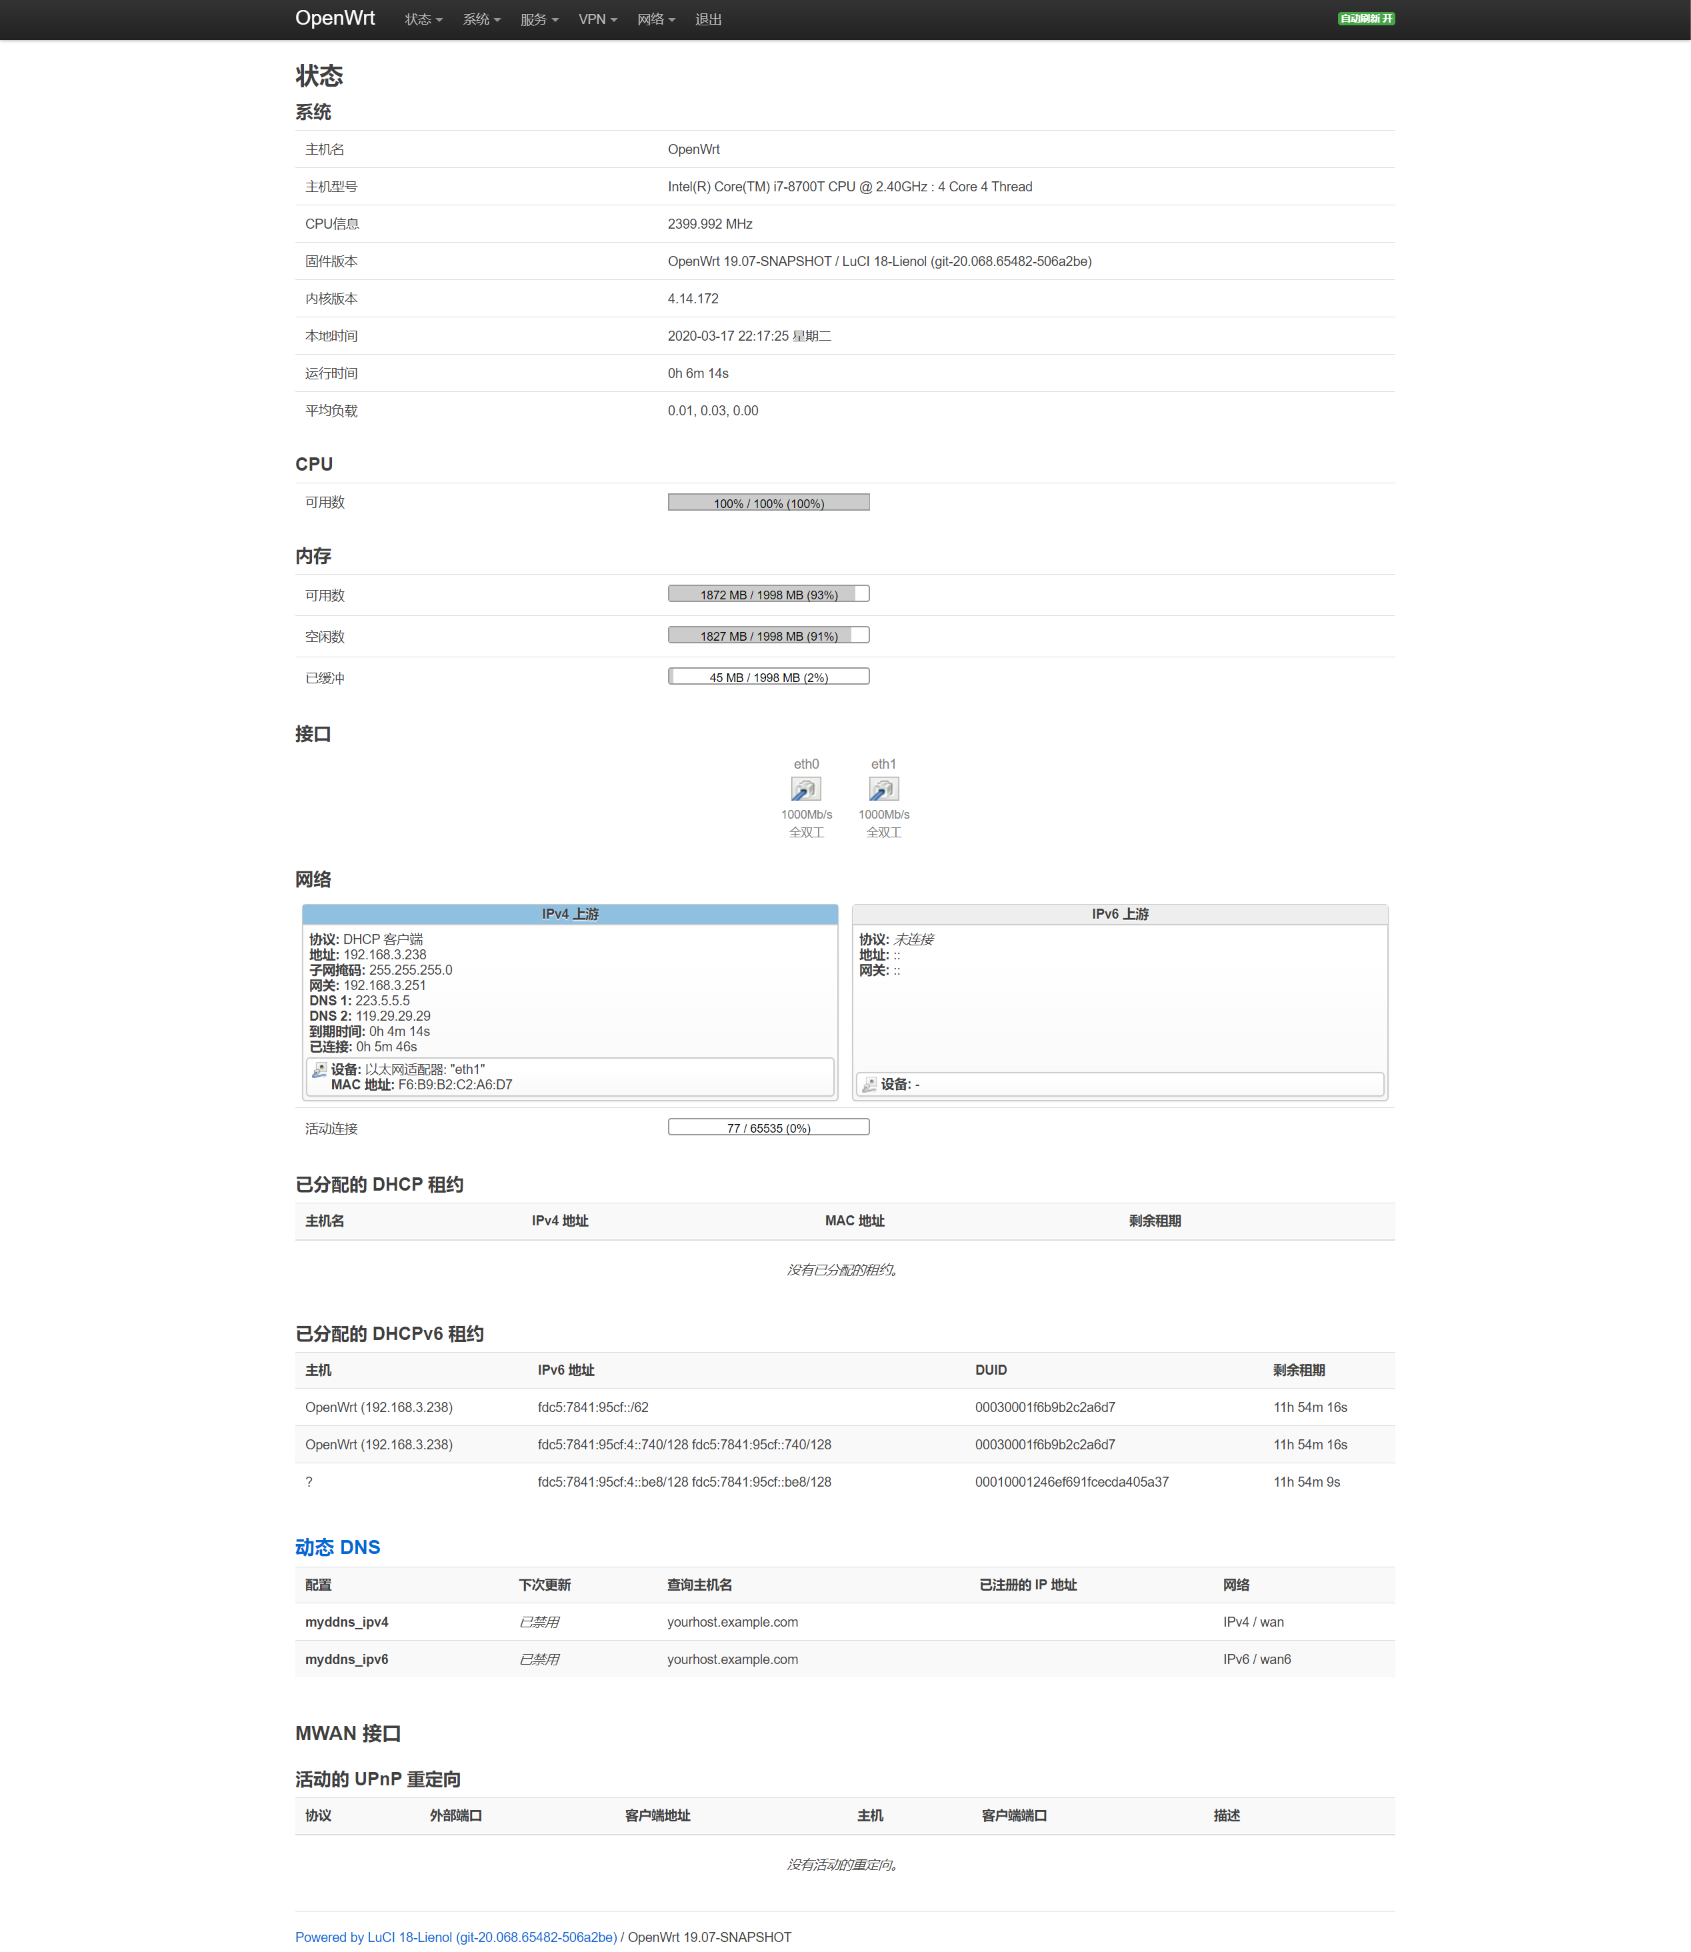 OpenWrt 状态 系统 服务 VPN 网络 退出 自动刷新 开
状态
系统
主机名 OpenWrt
主机型号 Intel(R) Core(TM) i7-8700T CPU @ 2.40GHz : 4 Core 4 Thread
CPU信息 2399.992 MHz
固件版本 OpenWrt 19.07-SNAPSHOT / LuCI 18-Lienol (git-20.068.65482-506a2be)
内核版本 4.14.172
本地时间 2020-03-17 22:17:25 星期二
运行时间 0h 6m 14s
平均负载 0.01, 0.03, 0.00
CPU
可用数 100% / 100% (100%)
内存
可用数 1872 MB / 1998 MB (93%)
空闲数 1827 MB / 1998 MB (91%)
已缓冲 45 MB / 1998 MB (2%)
接口
eth0 eth1
1000Mb/s 1000Mb/s
全双工 全双工
网络
IPv4 上游
协议: DHCP 客户端
地址: 192.168.3.238
子网掩码: 255.255.255.0
网关: 192.168.3.251
DNS 1: 223.5.5.5
DNS 2: 119.29.29.29
到期时间: 0h 4m 14s
已连接: 0h 5m 46s
设备: 以太网适配器: "eth1"
MAC 地址: F6:B9:B2:C2:A6:D7
IPv6 上游
协议: 未连接
地址: ::
网关: ::
设备: -
活动连接 77 / 65535 (0%)
已分配的 DHCP 租约
主机名 IPv4 地址 MAC 地址 剩余租期
没有已分配的租约。
已分配的 DHCPv6 租约
主机 IPv6 地址 DUID 剩余租期
OpenWrt (192.168.3.238) fdc5:7841:95cf::/62 00030001f6b9b2c2a6d7 11h 54m 16s
OpenWrt (192.168.3.238) fdc5:7841:95cf:4::740/128 fdc5:7841:95cf::740/128 00030001f6b9b2c2a6d7 11h 54m 16s
? fdc5:7841:95cf:4::be8/128 fdc5:7841:95cf::be8/128 00010001246ef691fcecda405a37 11h 54m 9s
动态 DNS
配置 下次更新 查询主机名 已注册的 IP 地址 网络
myddns_ipv4 已禁用 yourhost.example.com IPv4 / wan
myddns_ipv6 已禁用 yourhost.example.com IPv6 / wan6
MWAN 接口
活动的 UPnP 重定向
协议 外部端口 客户端地址 主机 客户端端口 描述
没有活动的重定向。
Powered by LuCI 18-Lienol (git-20.068.65482-506a2be) / OpenWrt 19.07-SNAPSHOT